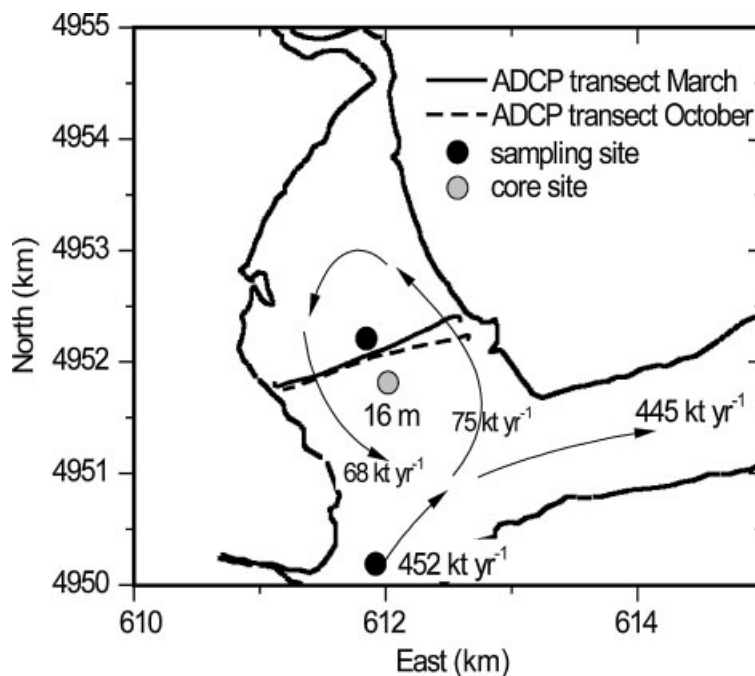 4955
4954
4953
4952
4951
4950
North (km)
ADCP transect March
ADCP transect October
sampling site
core site
16 m
75 kt yr⁻¹
445 kt yr⁻¹
68 kt yr⁻¹
452 kt yr⁻¹
610
612
614
East (km)